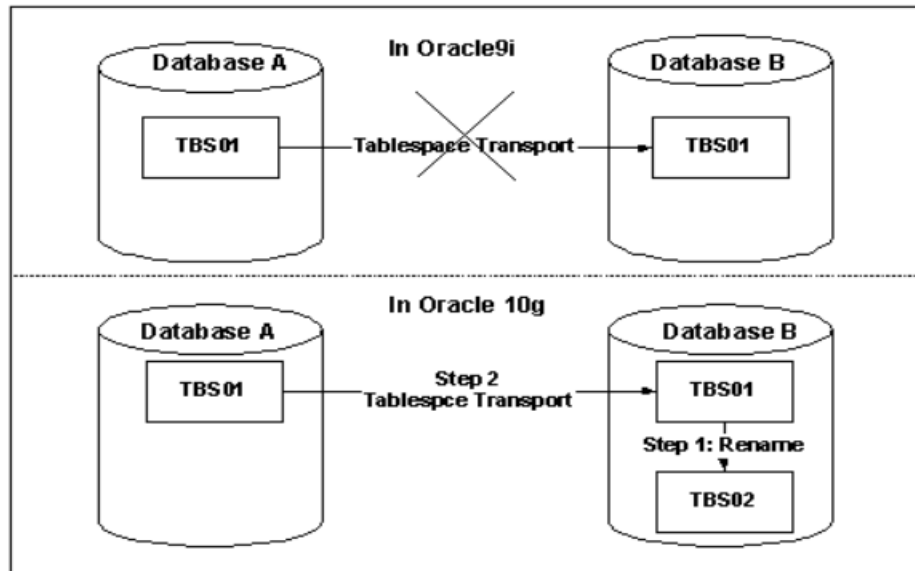 In Oracle9i
Database A
Database B
TBS01
Tablespace Transport
TBS01
In Oracle 10g
Database A
Database B
TBS01
Step 2
Tablespce Transport
TBS01
Step 1: Rename
TBS02